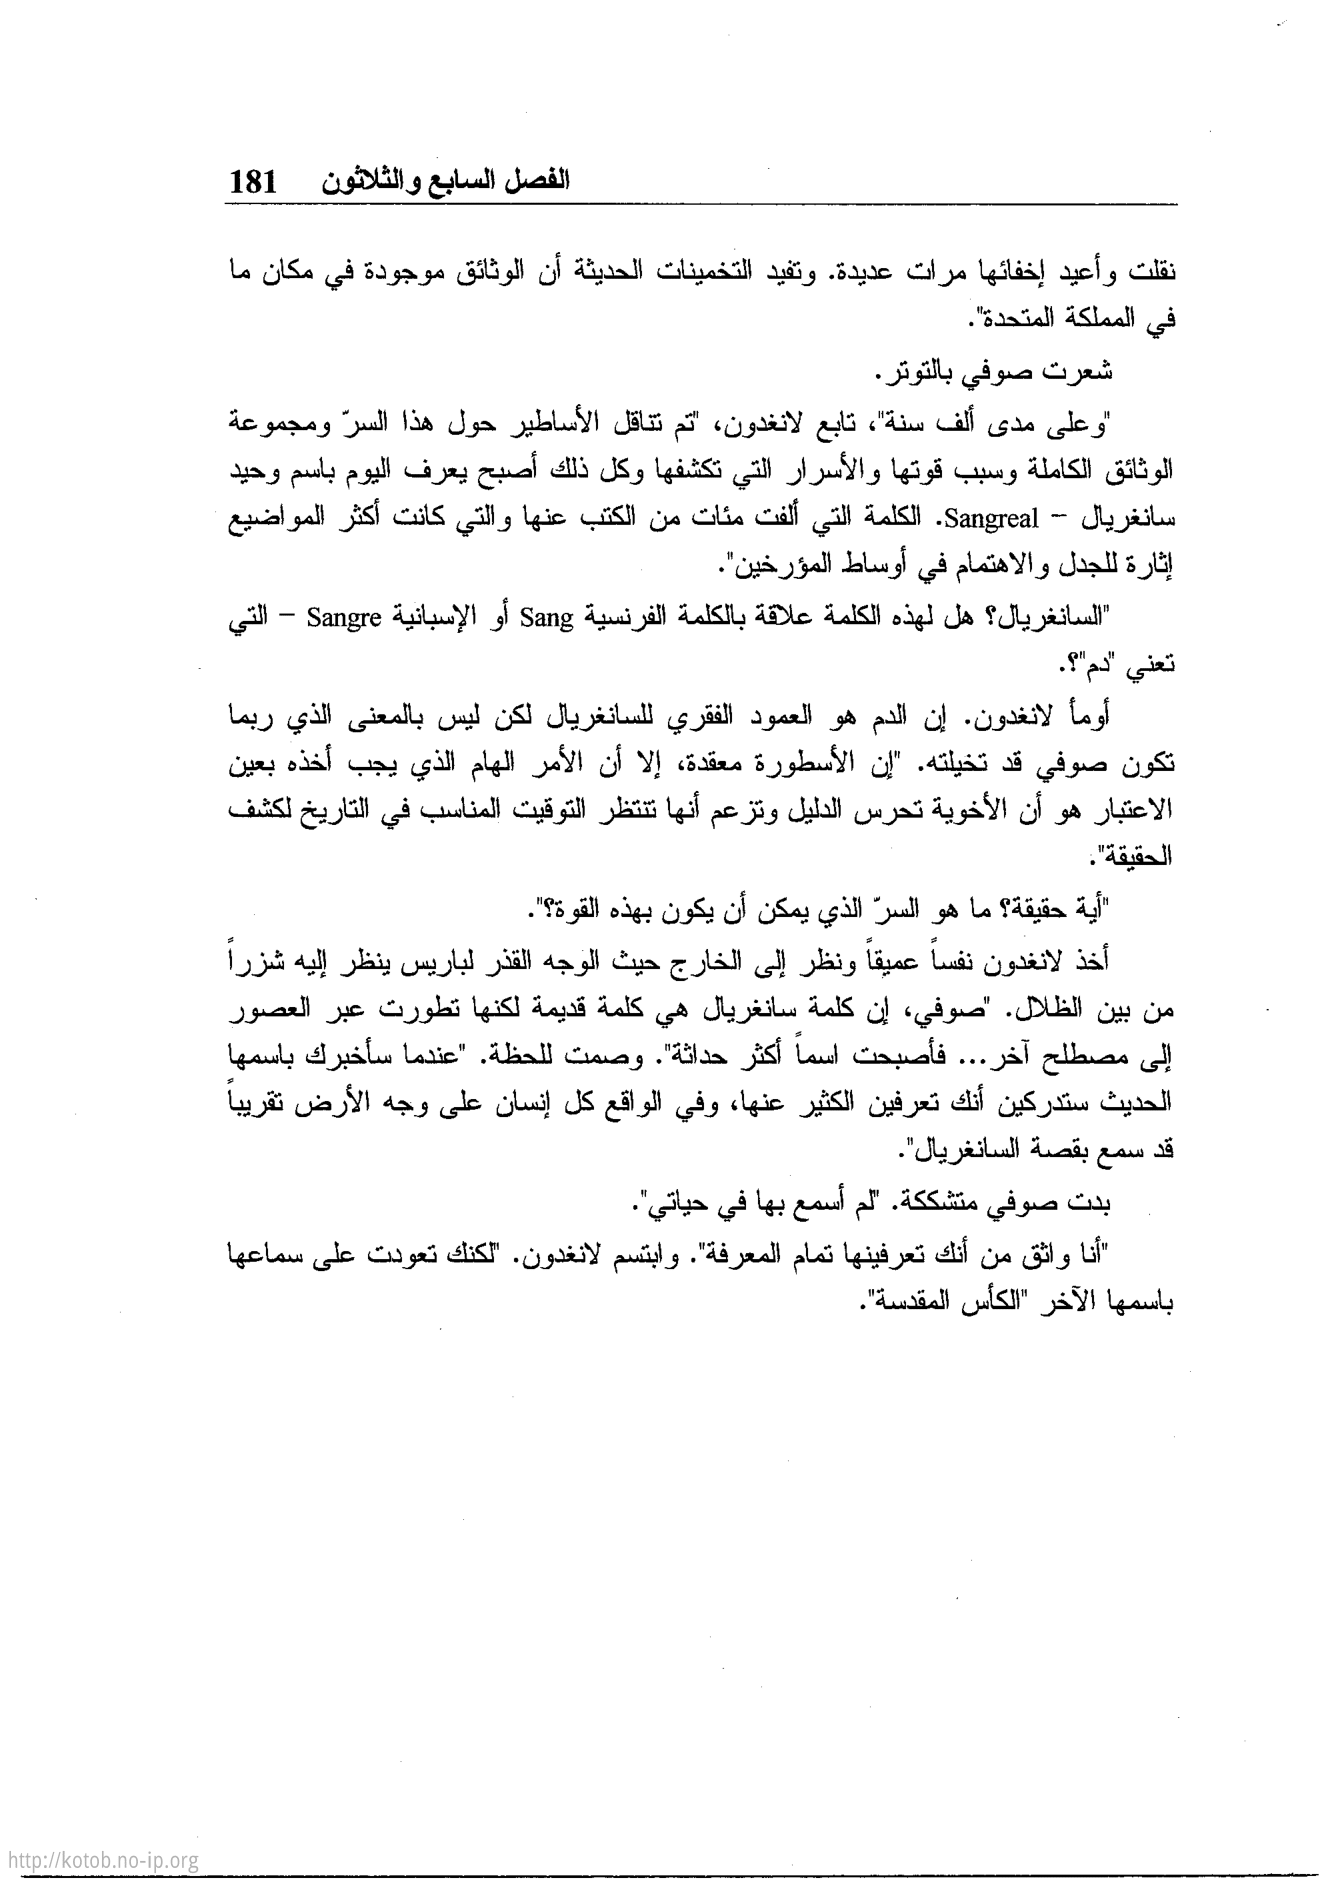 الفصل السابع والثلاثون 181
نقلت وأعيد إخفائها مرات عديدة. وتفيد التخمينات الحديثة أن الوثائق موجودة في مكان ما
في المملكة المتحدة".
شعرت صوفي بالتوتر.
"وعلى مدى ألف سنة"، تابع لانغدون، "تم تناقل الأساطير حول هذا السرّ ومجموعة
الوثائق الكاملة وسبب قوتها والأسرار التي تكشفها وكل ذلك أصبح يعرف اليوم باسم وحيد
سانغريال – Sangreal. الكلمة التي ألفت مئات من الكتب عنها والتي كانت أكثر المواضيع
إثارة للجدل والاهتمام في أوساط المؤرخين".
"السانغريال؟ هل لهذه الكلمة علاقة بالكلمة الفرنسية Sang أو الإسبانية Sangre – التي
تعني "دم"؟.
أومأ لانغدون. إن الدم هو العمود الفقري للسانغريال لكن ليس بالمعنى الذي ربما
تكون صوفي قد تخيلته. "إن الأسطورة معقدة، إلا أن الأمر الهام الذي يجب أخذه بعين
الاعتبار هو أن الأخوية تحرس الدليل وتزعم أنها تنتظر التوقيت المناسب في التاريخ لكشف
الحقيقة".
"أية حقيقة؟ ما هو السرّ الذي يمكن أن يكون بهذه القوة؟".
أخذ لانغدون نفساً عميقاً ونظر إلى الخارج حيث الوجه القذر لباريس ينظر إليه شزراً
من بين الظلال. "صوفي، إن كلمة سانغريال هي كلمة قديمة لكنها تطورت عبر العصور
إلى مصطلح آخر... فأصبحت اسماً أكثر حداثة". وصمت للحظة. "عندما سأخبرك باسمها
الحديث ستدركين أنك تعرفين الكثير عنها، وفي الواقع كل إنسان على وجه الأرض تقريباً
قد سمع بقصة السانغريال".
بدت صوفي متشككة. "لم أسمع بها في حياتي".
"أنا واثق من أنك تعرفينها تمام المعرفة". وابتسم لانغدون. "لكنك تعودت على سماعها
باسمها الآخر "الكأس المقدسة".
http://kotob.no-ip.org